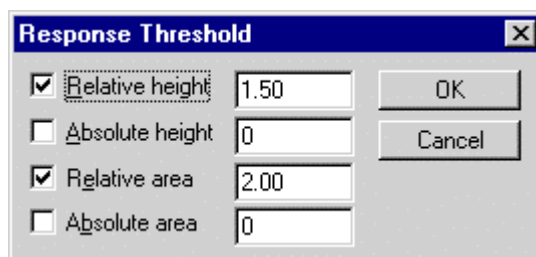 Response Threshold
Relative height 1.50 OK
Absolute height 0 Cancel
Relative area 2.00
Absolute area 0